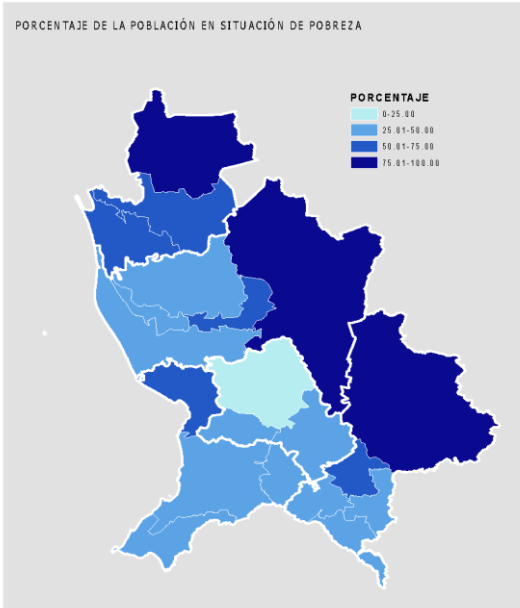 PORCENTAJE DE LA POBLACIÓN EN SITUACIÓN DE POBREZA
PORCENTAJE
0-25.00
25.01-50.00
50.01-75.00
75.01-100.00